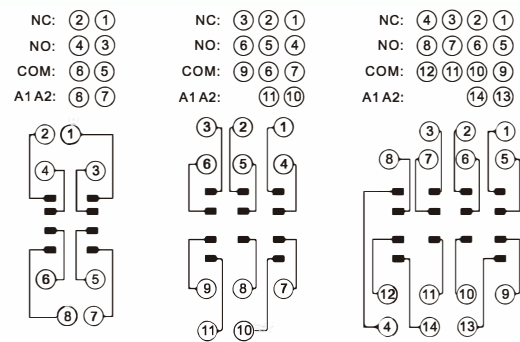 NC: ② ①
NO: ④ ③
COM: ⑧ ⑤
A1 A2: ⑧ ⑦
② ①
④ ③
⑥ ⑤
⑧ ⑦
NC: ③ ② ①
NO: ⑥ ⑤ ④
COM: ⑨ ⑥ ⑦
A1 A2: ⑪ ⑩
③ ② ①
⑥ ⑤ ④
⑨ ⑧ ⑦
⑪ ⑩
NC: ④ ③ ② ①
NO: ⑧ ⑦ ⑥ ⑤
COM: ⑫ ⑪ ⑩ ⑨
A1 A2: ⑭ ⑬
③ ② ①
⑧ ⑦ ⑥ ⑤
⑫ ⑪ ⑩ ⑨
④ ⑭ ⑬